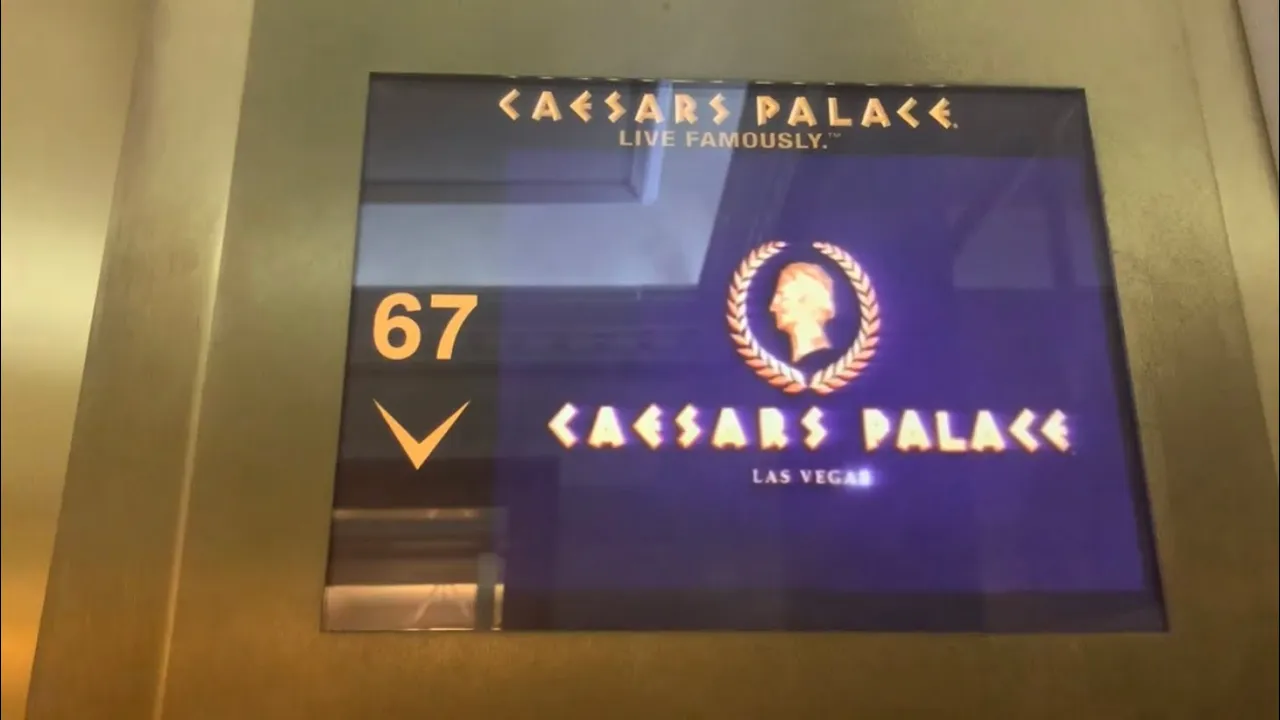 CAESARS PALACE.
LIVE FAMOUSLY.™
67
CAESARS PALACE.
LAS VEGAS